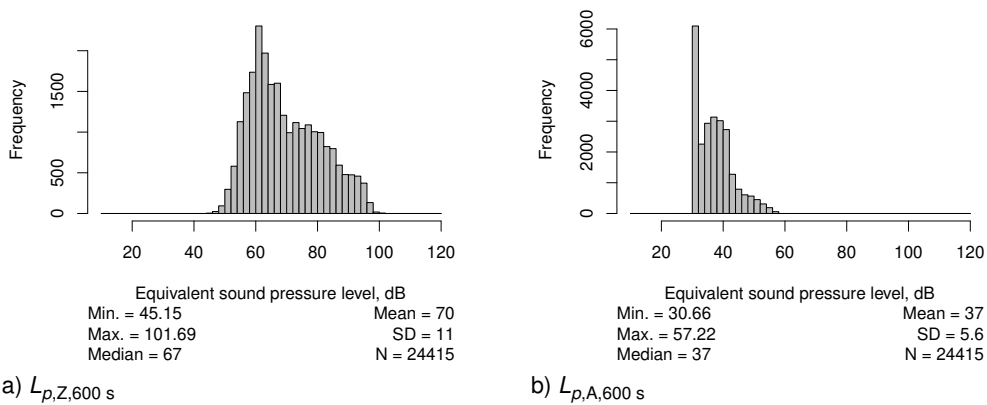 Frequency
0
500
1500
20 40 60 80 100 120
Equivalent sound pressure level, dB
Min. = 45.15 Mean = 70
Max. = 101.69 SD = 11
Median = 67 N = 24415
a) Lp,Z,600 s
Frequency
0
2000
4000
6000
20 40 60 80 100 120
Equivalent sound pressure level, dB
Min. = 30.66 Mean = 37
Max. = 57.22 SD = 5.6
Median = 37 N = 24415
b) Lp,A,600 s